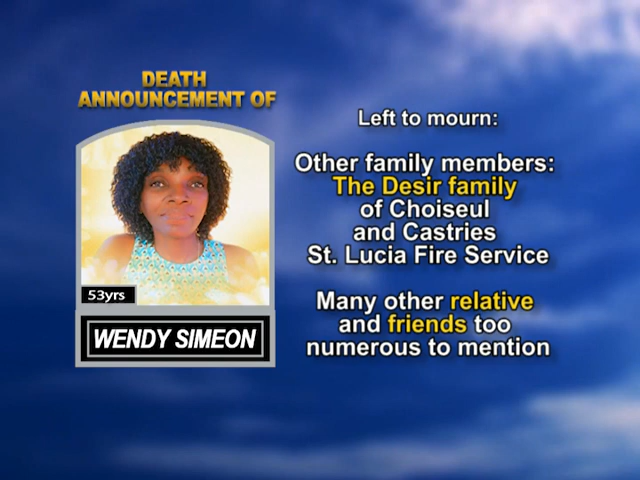 DEATH
ANNOUNCEMENT OF
53yrs
WENDY SIMEON
Left to mourn:
Other family members:
The Desir family
of Choiseul
and Castries
St. Lucia Fire Service
Many other relative
and friends too
numerous to mention